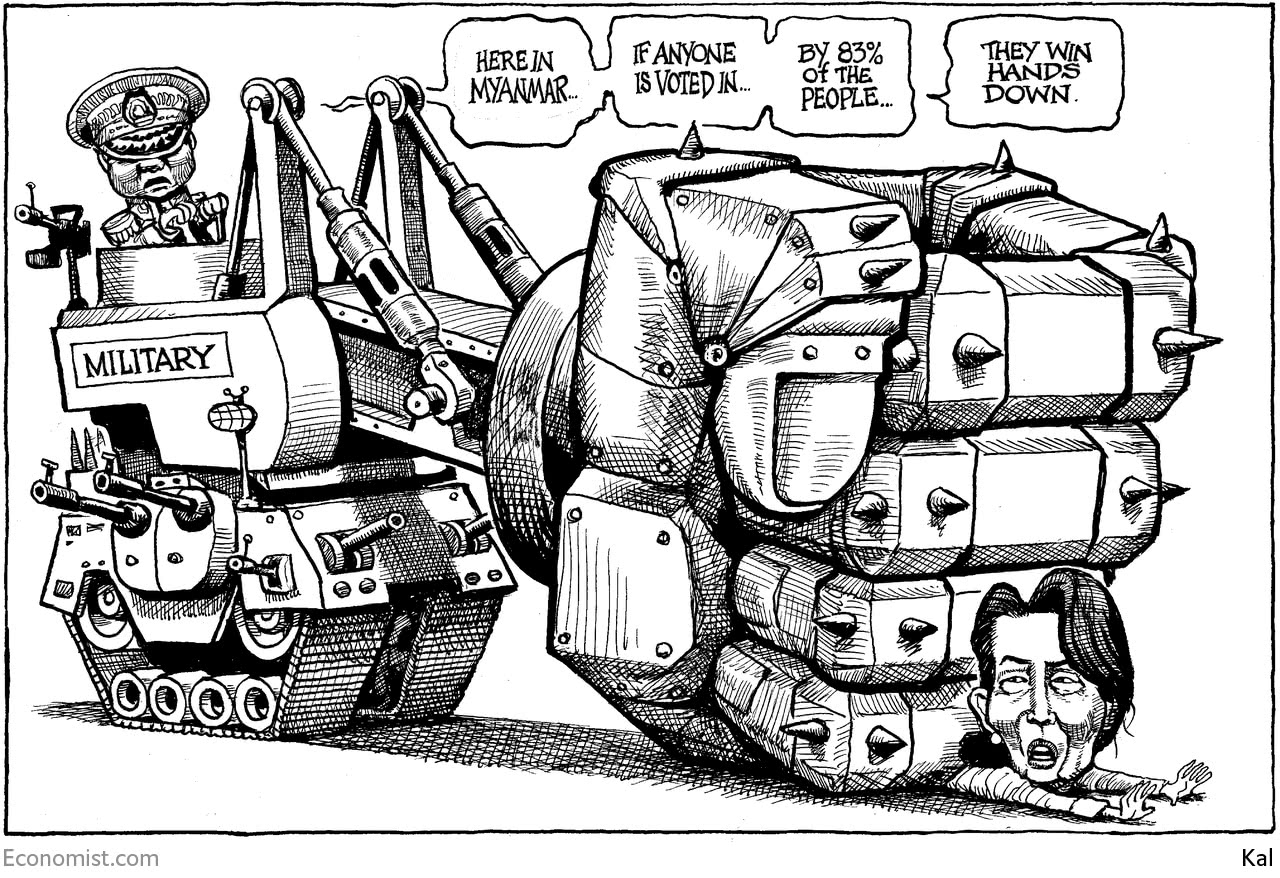 HERE IN
MYANMAR...
IF ANYONE
IS VOTED IN...
BY 83%
of THE
PEOPLE...
THEY WIN
HANDS
DOWN.
MILITARY
Economist.com
Kal